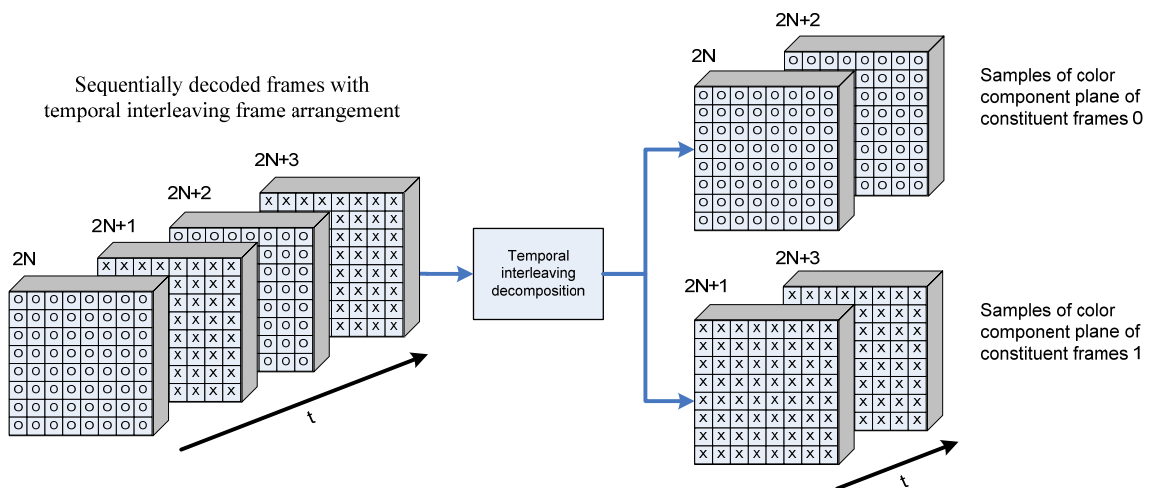 Sequentially decoded frames with
temporal interleaving frame arrangement
2N
2N+1
2N+2
2N+3
O O O O O O O O
O O O O O O O O
O O O O O O O O
O O O O O O O O
O O O O O O O O
O O O O O O O O
O O O O O O O O
O O O O O O O O
X X X X X X X X
X X X X
X X X X
X X X X
X X X X
X X X X
X X X X
X X X X
O O O O O O O O
O O O
O O O
O O O
O O O
O O O
O O O
O O O
X X X X X X X X
X X X X
X X X X
X X X X
X X X X
X X X X
X X X X
X X X X
t
Temporal
interleaving
decomposition
2N
2N+2
O O O O O O O O
O O O O O O O O
O O O O O O O O
O O O O O O O O
O O O O O O O O
O O O O O O O O
O O O O O O O O
O O O O O O O O
O O O O O O O O
O O O O
O O O O
O O O O
O O O O
O O O O
O O O O
O O O O
Samples of color
component plane of
constituent frames 0
2N+1
2N+3
X X X X X X X X
X X X X X X X X
X X X X X X X X
X X X X X X X X
X X X X X X X X
X X X X X X X X
X X X X X X X X
X X X X X X X X
X X X X X X X X
X X X X
X X X X
X X X X
X X X X
X X X X
X X X X
X X X X
Samples of color
component plane of
constituent frames 1
t